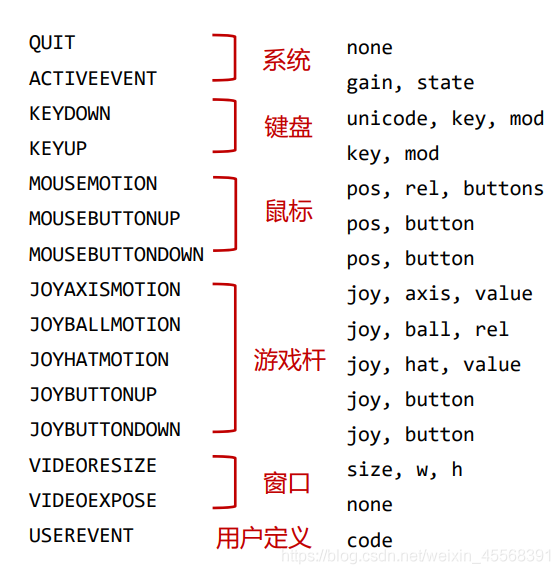 QUIT 系统 none
ACTIVEEVENT gain, state
KEYDOWN 键盘 unicode, key, mod
KEYUP key, mod
MOUSEMOTION pos, rel, buttons
MOUSEBUTTONUP 鼠标 pos, button
MOUSEBUTTONDOWN pos, button
JOYAXISMOTION joy, axis, value
JOYBALLMOTION joy, ball, rel
JOYHATMOTION 游戏杆 joy, hat, value
JOYBUTTONUP joy, button
JOYBUTTONDOWN joy, button
VIDEORESIZE 窗口 size, w, h
VIDEOEXPOSE none
USEREVENT 用户定义 code
https://blog.csdn.net/weixin_45568391